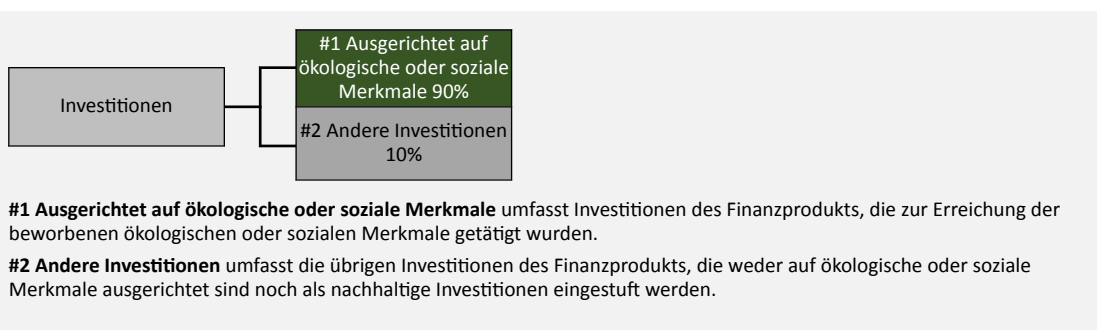 #1 Ausgerichtet auf
ökologische oder soziale
Merkmale 90%
Investitionen
#2 Andere Investitionen
10%
#1 Ausgerichtet auf ökologische oder soziale Merkmale umfasst Investitionen des Finanzprodukts, die zur Erreichung der
beworbenen ökologischen oder sozialen Merkmale getätigt wurden.
#2 Andere Investitionen umfasst die übrigen Investitionen des Finanzprodukts, die weder auf ökologische oder soziale
Merkmale ausgerichtet sind noch als nachhaltige Investitionen eingestuft werden.